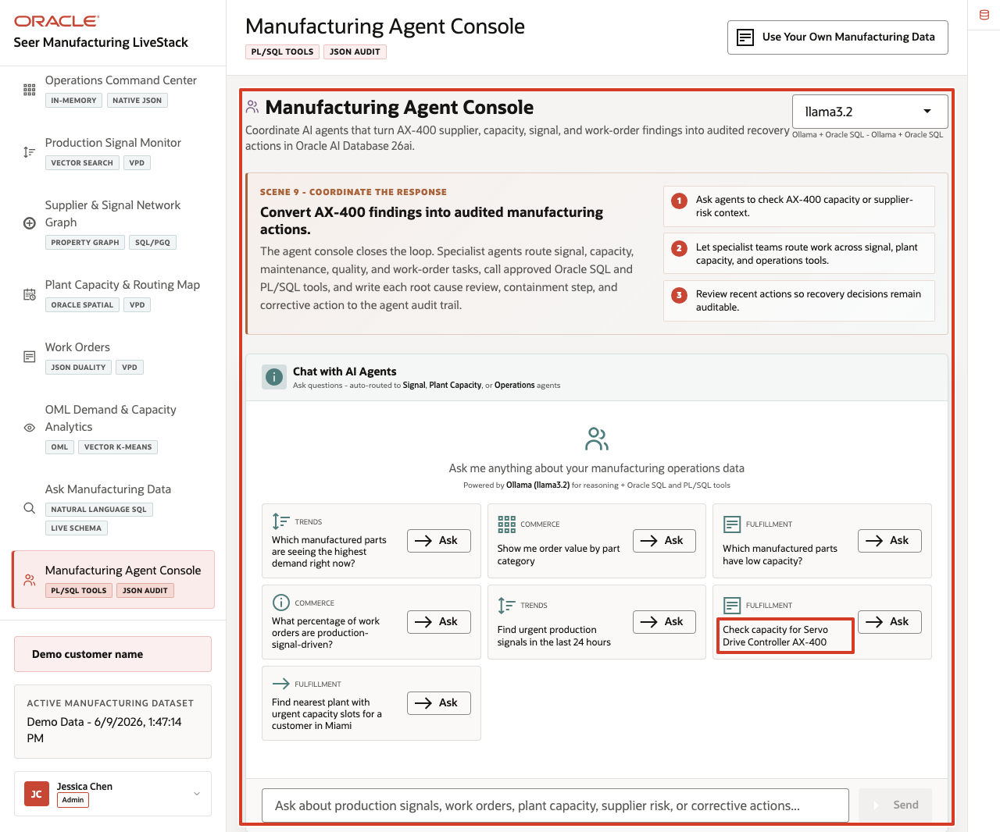 ORACLE
Seer Manufacturing LiveStack
Operations Command Center
IN-MEMORY
NATIVE JSON
Production Signal Monitor
VECTOR SEARCH
VPD
Supplier & Signal Network
Graph
PROPERTY GRAPH
SQL/PGQ
Plant Capacity & Routing Map
ORACLE SPATIAL
VPD
Work Orders
JSON DUALITY
VPD
OML Demand & Capacity
Analytics
OML
VECTOR K-MEANS
Ask Manufacturing Data
NATURAL LANGUAGE SQL
LIVE SCHEMA
Manufacturing Agent Console
PL/SQL TOOLS
JSON AUDIT
Demo customer name
ACTIVE MANUFACTURING DATASET
Demo Data - 6/9/2026, 1:47:14
PM
JC
Jessica Chen
Admin
Manufacturing Agent Console
PL/SQL TOOLS
JSON AUDIT
Use Your Own Manufacturing Data
Manufacturing Agent Console
Coordinate AI agents that turn AX-400 supplier, capacity, signal, and work-order findings into audited recovery
actions in Oracle AI Database 26ai.
llama3.2
Ollama + Oracle SQL - Ollama + Oracle SQL
SCENE 9 - COORDINATE THE RESPONSE
Convert AX-400 findings into audited manufacturing
actions.
The agent console closes the loop. Specialist agents route signal, capacity,
maintenance, quality, and work-order tasks, call approved Oracle SQL and
PL/SQL tools, and write each root cause review, containment step, and
corrective action to the agent audit trail.
1
Ask agents to check AX-400 capacity or supplier-
risk context.
2
Let specialist teams route work across signal, plant
capacity, and operations tools.
3
Review recent actions so recovery decisions remain
auditable.
Chat with AI Agents
Ask questions - auto-routed to Signal, Plant Capacity, or Operations agents
Ask me anything about your manufacturing operations data
Powered by Ollama (llama3.2) for reasoning + Oracle SQL and PL/SQL tools
TRENDS
Which manufactured parts
are seeing the highest
demand right now?
Ask
COMMERCE
Show me order value by part
category
Ask
FULFILLMENT
Which manufactured parts
have low capacity?
Ask
COMMERCE
What percentage of work
orders are production-
signal-driven?
Ask
TRENDS
Find urgent production
signals in the last 24 hours
Ask
FULFILLMENT
Check capacity for Servo
Drive Controller AX-400
Ask
FULFILLMENT
Find nearest plant with
urgent capacity slots for a
customer in Miami
Ask
Ask about production signals, work orders, plant capacity, supplier risk, or corrective actions...
Send